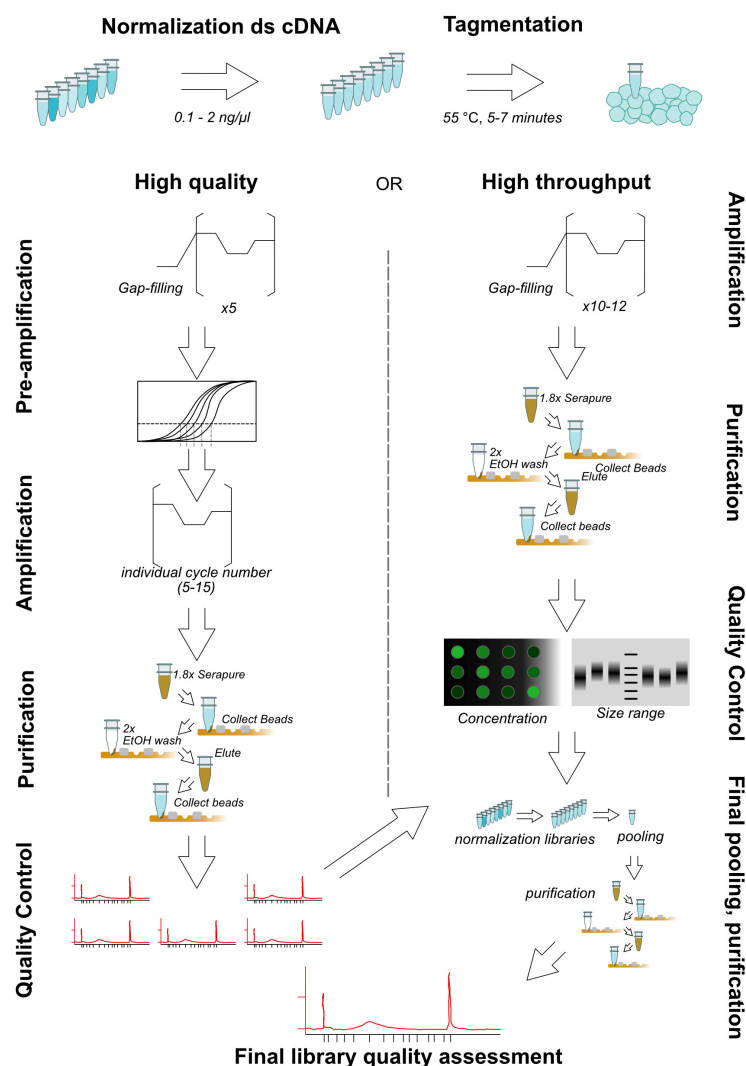 Normalization ds cDNA
Tagmentation
0.1 - 2 ng/µl
55 °C, 5-7 minutes
High quality
OR
High throughput
Pre-amplification
Gap-filling
x5
Amplification
individual cycle number
(5-15)
Purification
1.8x Serapure
Collect Beads
2x
EtOH wash
Elute
Collect beads
Quality Control
Amplification
Gap-filling
x10-12
Purification
1.8x Serapure
2x
EtOH wash
Collect Beads
Elute
Collect beads
Quality Control
Concentration
Size range
Final pooling, purification
normalization libraries
pooling
purification
Final library quality assessment